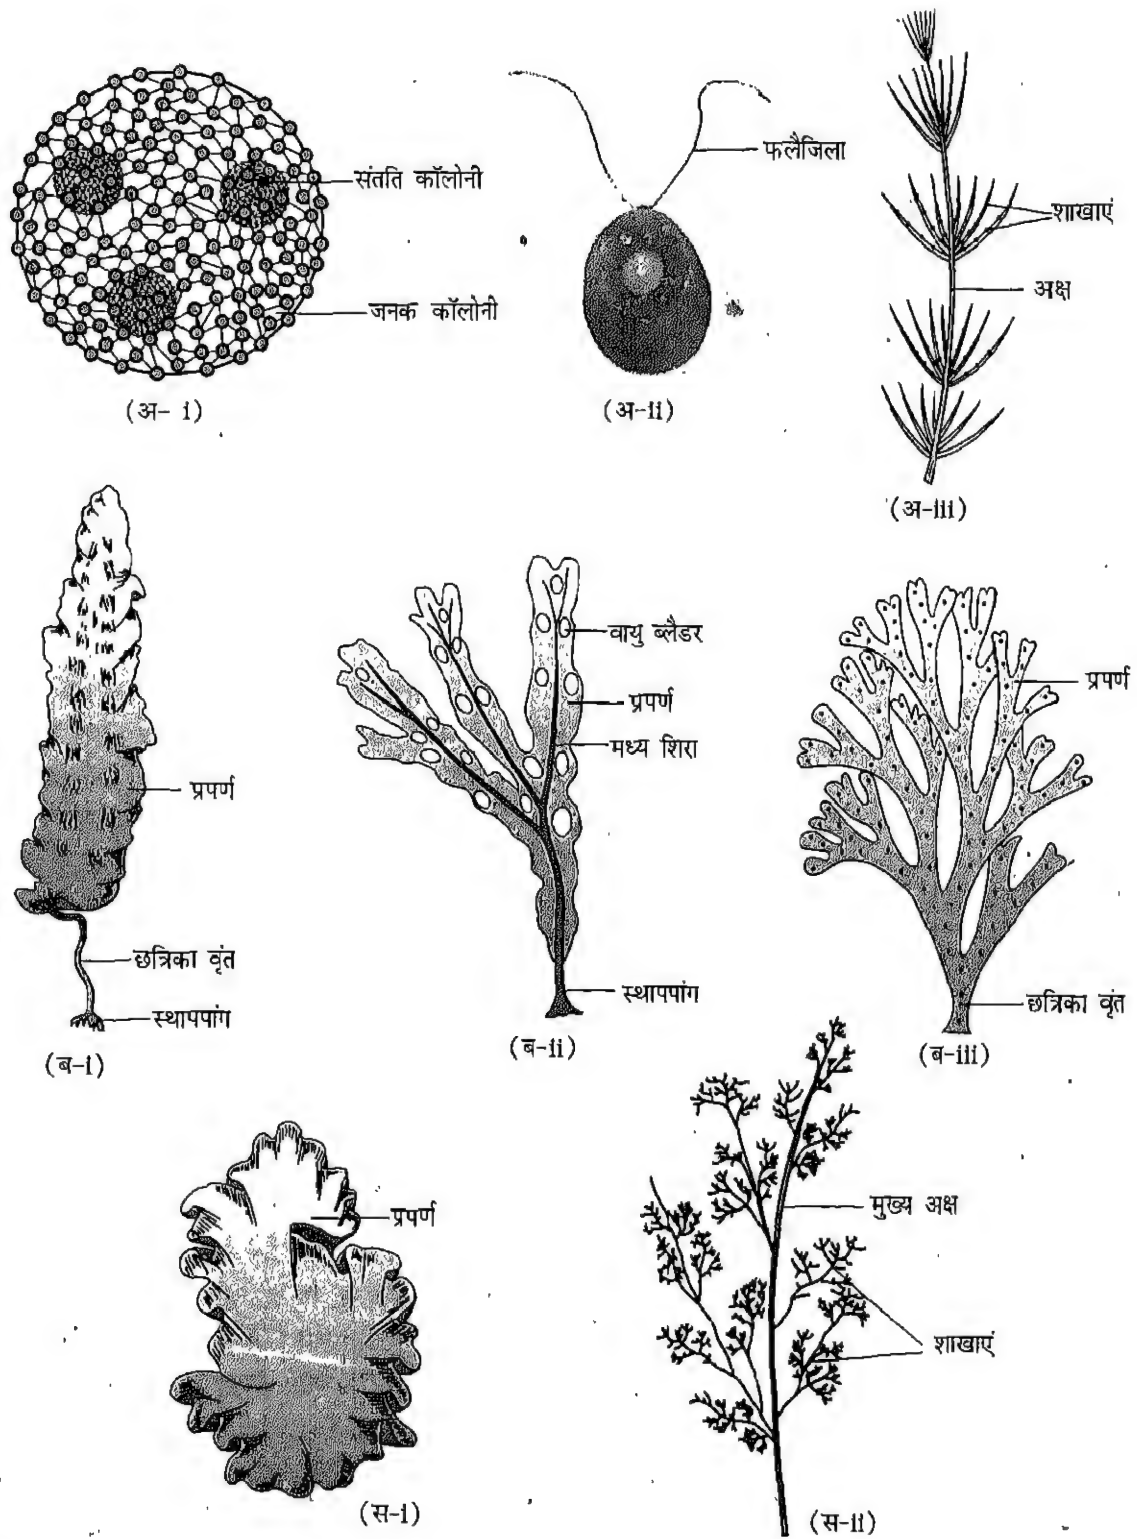 संतति कॉलोनी
जनक कॉलोनी
(अ- i)
फलैजिला
(अ-ii)
शाखाएं
अक्ष
(अ-iii)
प्रपर्ण
छत्रिका वृंत
स्थापपांग
(ब-i)
वायु ब्लैडर
प्रपर्ण
मध्य शिरा
स्थापपांग
(ब-ii)
प्रपर्ण
छत्रिका वृंत
(ब-iii)
प्रपर्ण
(स-i)
मुख्य अक्ष
शाखाएं
(स-ii)